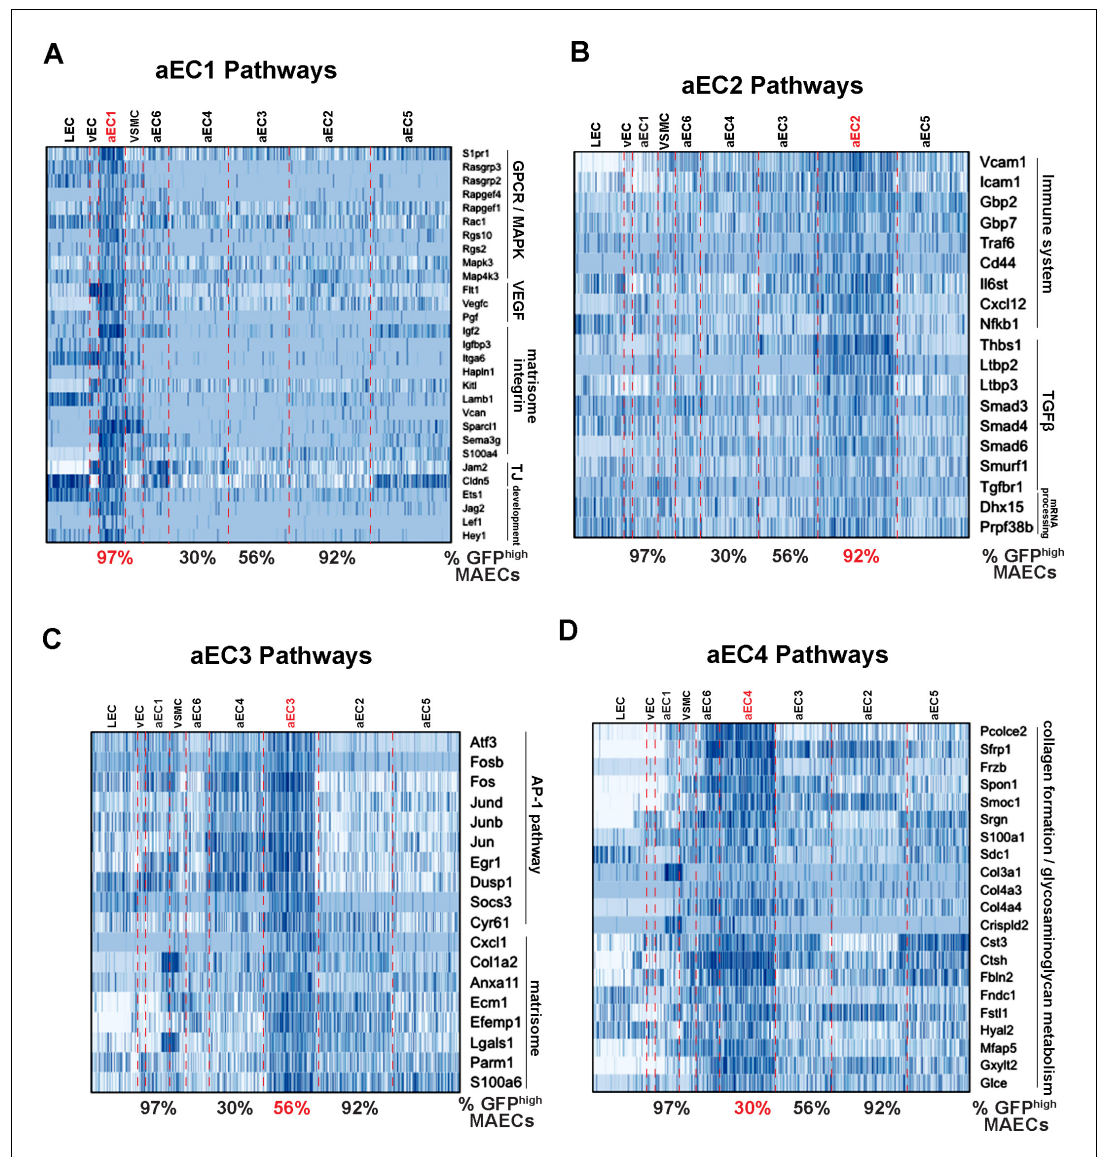 A
aEC1 Pathways
LEC vEC aEC1 VSMC aEC6 aEC4 aEC3 aEC2 aEC5
S1pr1
Rasgrp3
Rasgrp2
Rapgef4
Rapgef1
Rac1
Rgs10
Rgs2
Mapk3
Map4k3
Flt1
Vegfc
Pgf
Igf2
Igfbp3
Itga6
Hapln1
Kitl
Lamb1
Vcan
Sparcl1
Sema3g
S100a4
Jam2
Cldn5
Ets1
Jag2
Lef1
Hey1
GPCR / MAPK
VEGF
matrisome
integrin
TJ
development
97% 30% 56% 92% % GFPhigh
MAECs
B
aEC2 Pathways
LEC vEC aEC1 VSMC aEC6 aEC4 aEC3 aEC2 aEC5
Vcam1
Icam1
Gbp2
Gbp7
Traf6
Cd44
Il6st
Cxcl12
Nfkb1
Thbs1
Ltbp2
Ltbp3
Smad3
Smad4
Smad6
Smurf1
Tgfbr1
Dhx15
Prpf38b
Immune system
TGFβ
mRNA
processing
97% 30% 56% 92% % GFPhigh
MAECs
C
aEC3 Pathways
LEC vEC aEC1 VSMC aEC6 aEC4 aEC3 aEC2 aEC5
Atf3
Fosb
Fos
Jund
Junb
Jun
Egr1
Dusp1
Socs3
Cyr61
Cxcl1
Col1a2
Anxa11
Ecm1
Efemp1
Lgals1
Parm1
S100a6
AP-1 pathway
matrisome
97% 30% 56% 92% % GFPhigh
MAECs
D
aEC4 Pathways
LEC vEC aEC1 VSMC aEC6 aEC4 aEC3 aEC2 aEC5
Pcolce2
Sfrp1
Frzb
Spon1
Smoc1
Srgn
S100a1
Sdc1
Col3a1
Col4a3
Col4a4
Crispld2
Cst3
Ctsh
Fbln2
Fndc1
Fstl1
Hyal2
Mfap5
Gxylt2
Glce
collagen formation / glycosaminoglycan metabolism
97% 30% 56% 92% % GFPhigh
MAECs